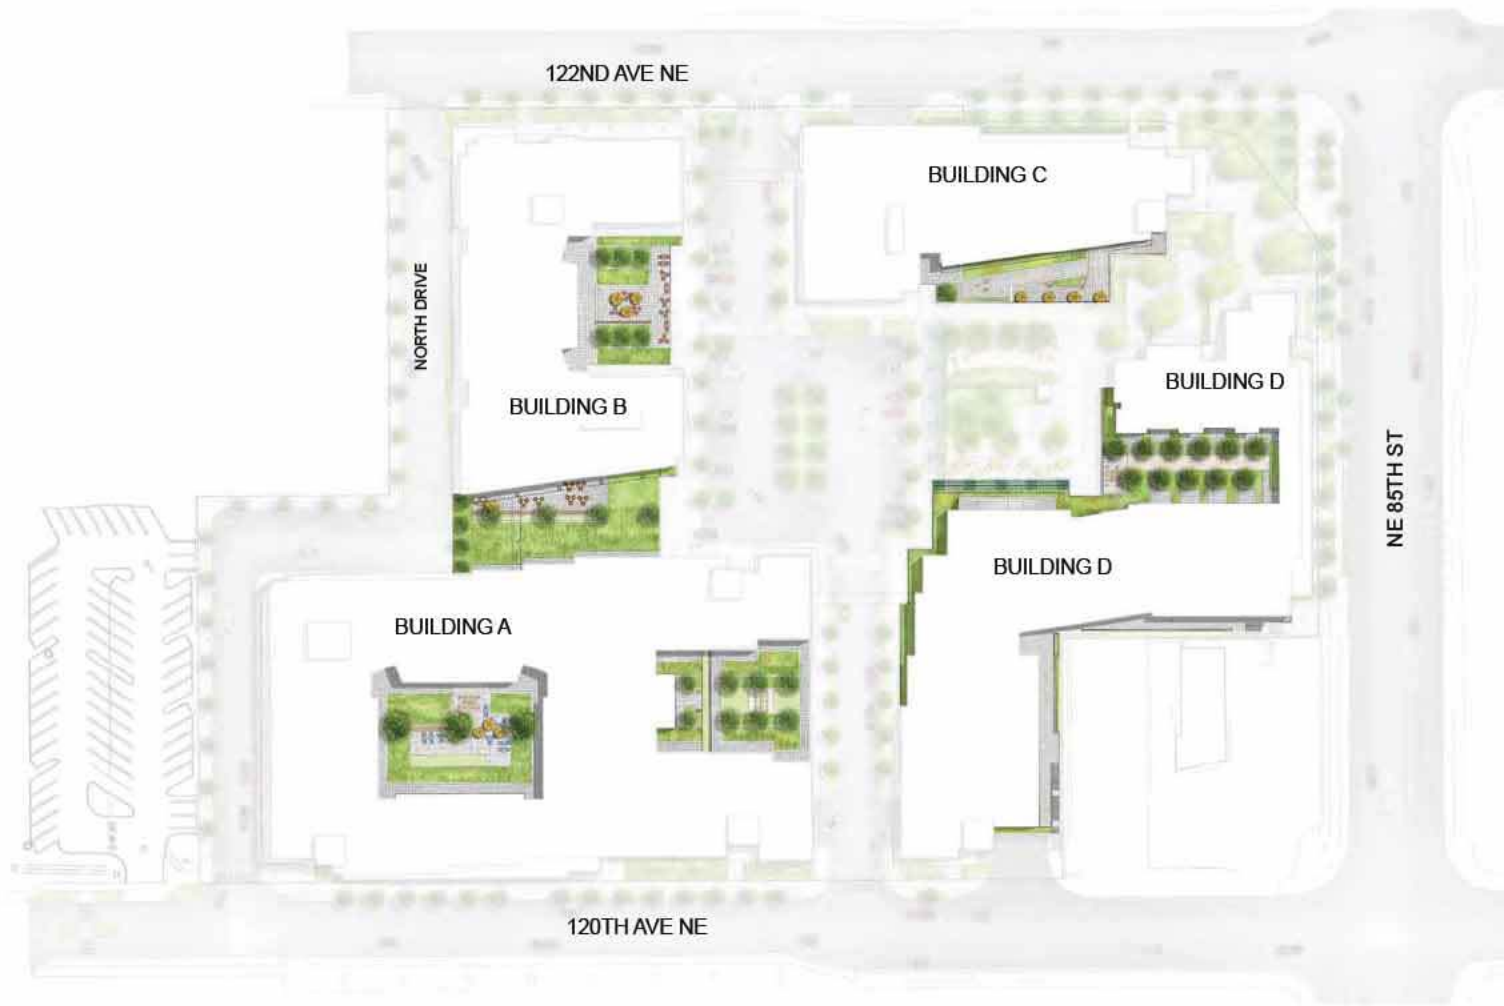 122ND AVE NE
BUILDING C
NORTH DRIVE
BUILDING D
BUILDING B
NE 85TH ST
BUILDING D
BUILDING A
120TH AVE NE